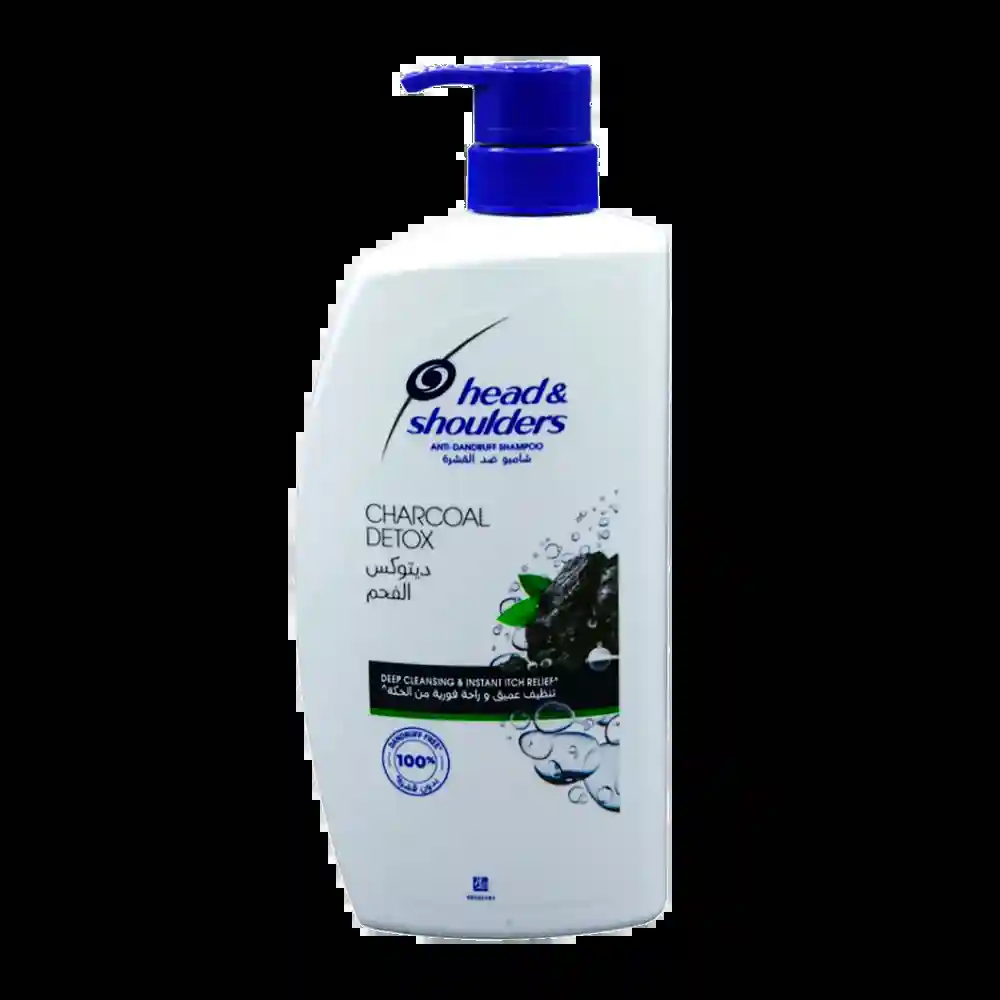 head &
shoulders
ANTI-DANDRUFF SHAMPOO
شامبو ضد القشرة
CHARCOAL
DETOX
ديتوكس
الفحم
DEEP CLEANSING & INSTANT ITCH RELIEF^
تنظيف عميق و راحة فورية من الحكة^
DANDRUFF FREE*
100%
بدون قشرة*